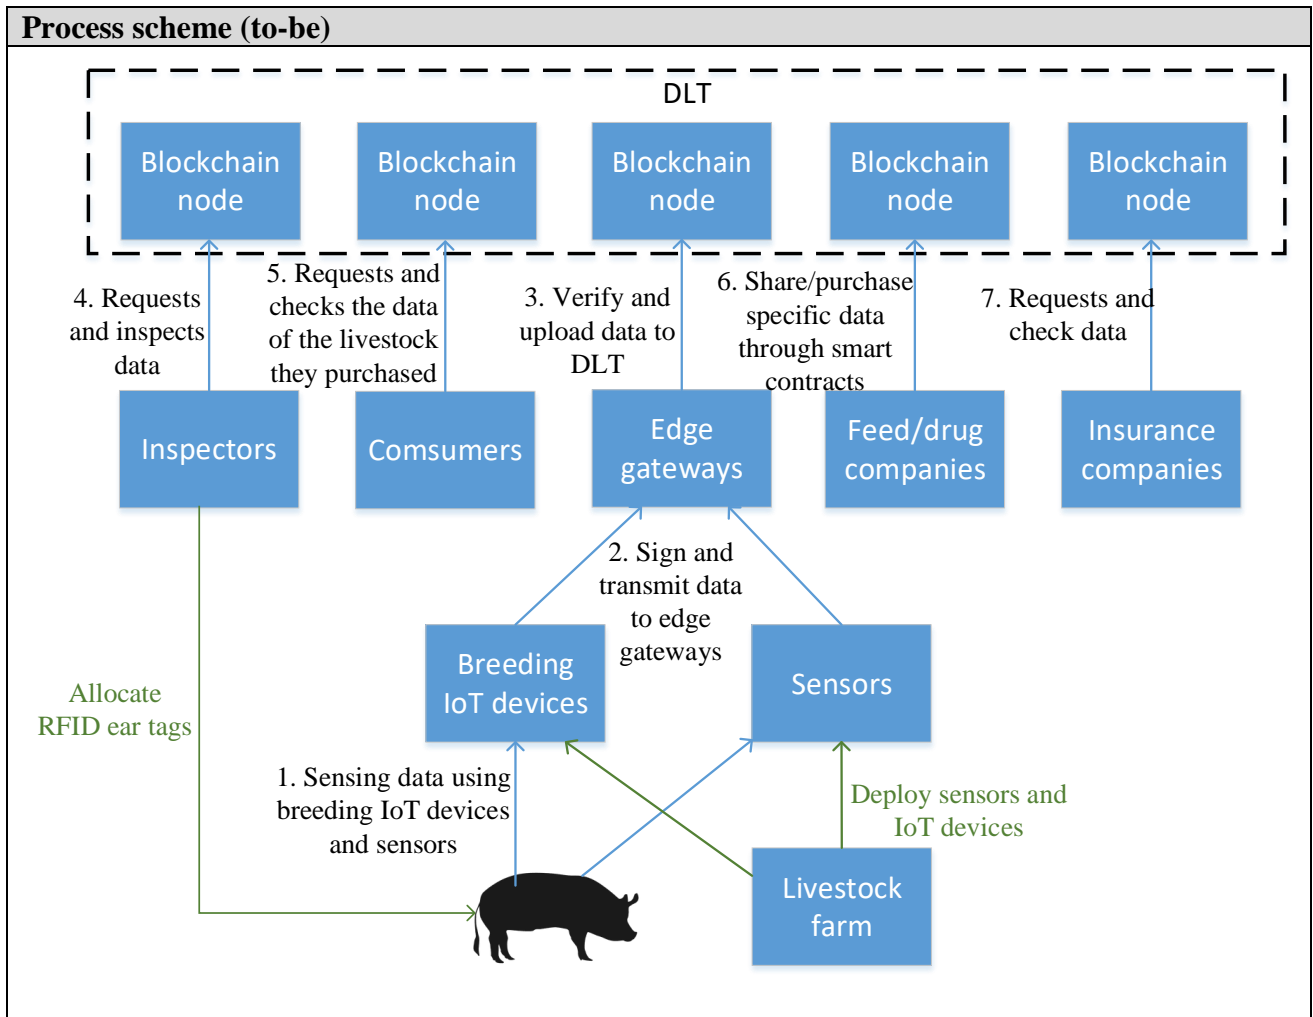 Process scheme (to-be)
DLT
Blockchain
node
Blockchain
node
Blockchain
node
Blockchain
node
Blockchain
node
4. Requests
and inspects
data
5. Requests and
checks the data
of the livestock
they purchased
3. Verify and
upload data to
DLT
6. Share/purchase
specific data
through smart
contracts
7. Requests and
check data
Inspectors
Comsumers
Edge
gateways
Feed/drug
companies
Insurance
companies
2. Sign and
transmit data
to edge
gateways
Breeding
IoT devices
Sensors
Allocate
RFID ear tags
1. Sensing data using
breeding IoT devices
and sensors
Deploy sensors and
IoT devices
Livestock
farm